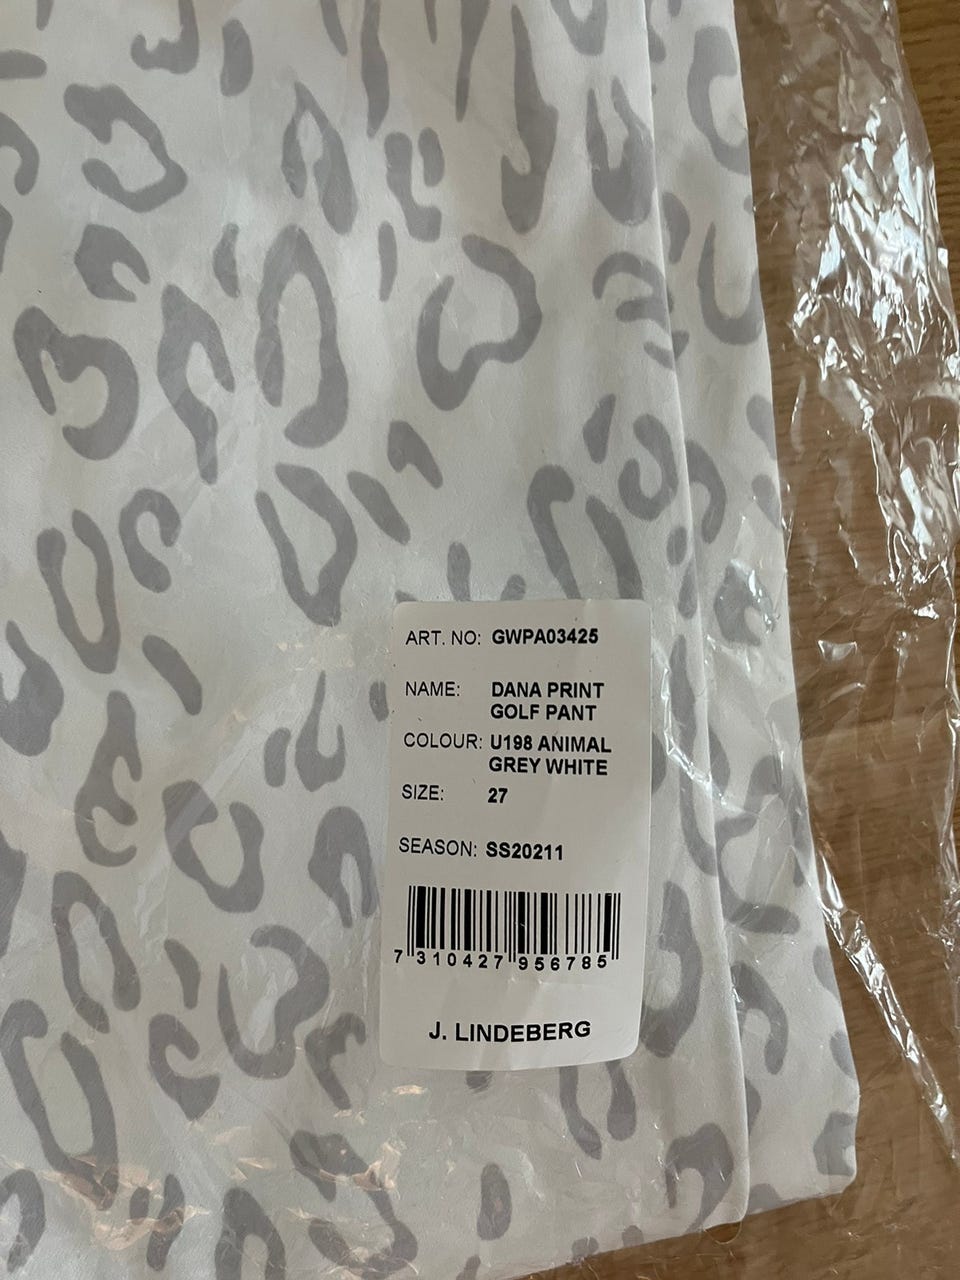 ART. NO: GWPA03425
NAME: DANA PRINT
GOLF PANT
COLOUR: U198 ANIMAL
GREY WHITE
SIZE: 27
SEASON: SS20211
7 310427 956785
J. LINDEBERG